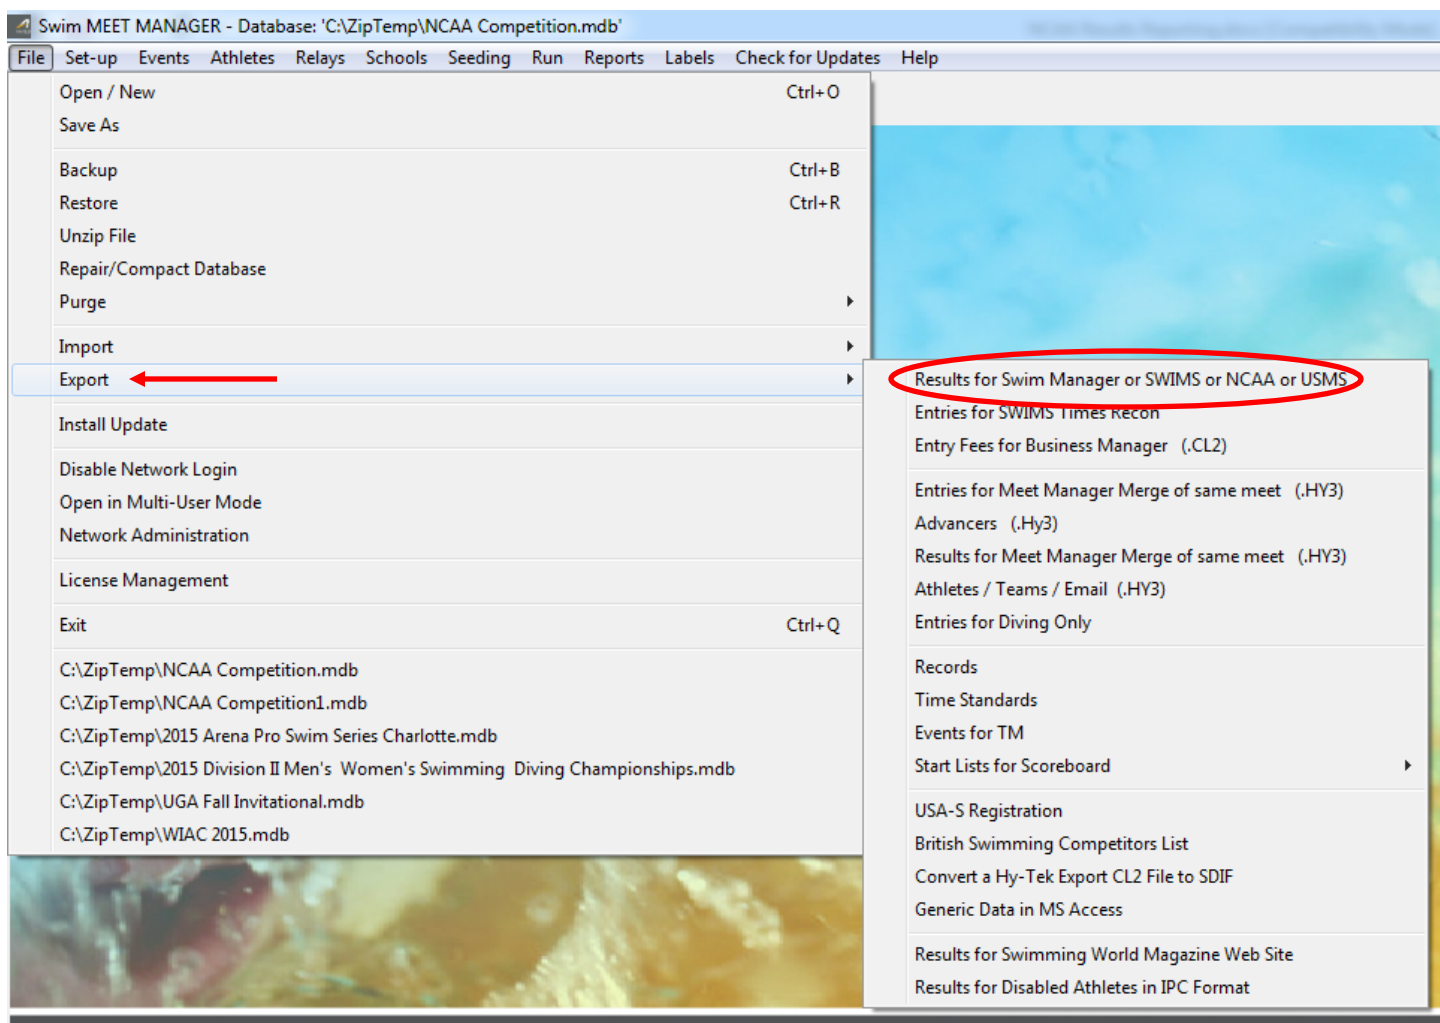 Swim MEET MANAGER - Database: 'C:\ZipTemp\NCAA Competition.mdb'
File Set-up Events Athletes Relays Schools Seeding Run Reports Labels Check for Updates Help
Open / New Ctrl+O
Save As
Backup Ctrl+B
Restore Ctrl+R
Unzip File
Repair/Compact Database
Purge
Import
Export
Install Update
Disable Network Login
Open in Multi-User Mode
Network Administration
License Management
Exit Ctrl+Q
C:\ZipTemp\NCAA Competition.mdb
C:\ZipTemp\NCAA Competition1.mdb
C:\ZipTemp\2015 Arena Pro Swim Series Charlotte.mdb
C:\ZipTemp\2015 Division II Men's Women's Swimming Diving Championships.mdb
C:\ZipTemp\UGA Fall Invitational.mdb
C:\ZipTemp\WIAC 2015.mdb
Results for Swim Manager or SWIMS or NCAA or USMS
Entries for SWIMS Times Recon
Entry Fees for Business Manager (.CL2)
Entries for Meet Manager Merge of same meet (.HY3)
Advancers (.Hy3)
Results for Meet Manager Merge of same meet (.HY3)
Athletes / Teams / Email (.HY3)
Entries for Diving Only
Records
Time Standards
Events for TM
Start Lists for Scoreboard
USA-S Registration
British Swimming Competitors List
Convert a Hy-Tek Export CL2 File to SDIF
Generic Data in MS Access
Results for Swimming World Magazine Web Site
Results for Disabled Athletes in IPC Format